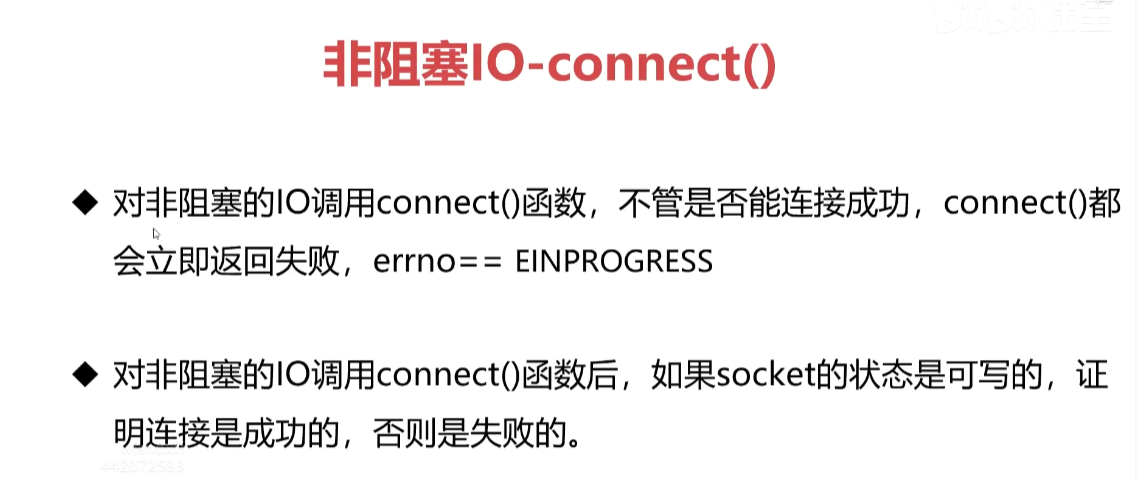 非阻塞IO-connect()
◆ 对非阻塞的IO调用connect()函数，不管是否能连接成功，connect()都
会立即返回失败，errno== EINPROGRESS
◆ 对非阻塞的IO调用connect()函数后，如果socket的状态是可写的，证
明连接是成功的，否则是失败的。
442072583